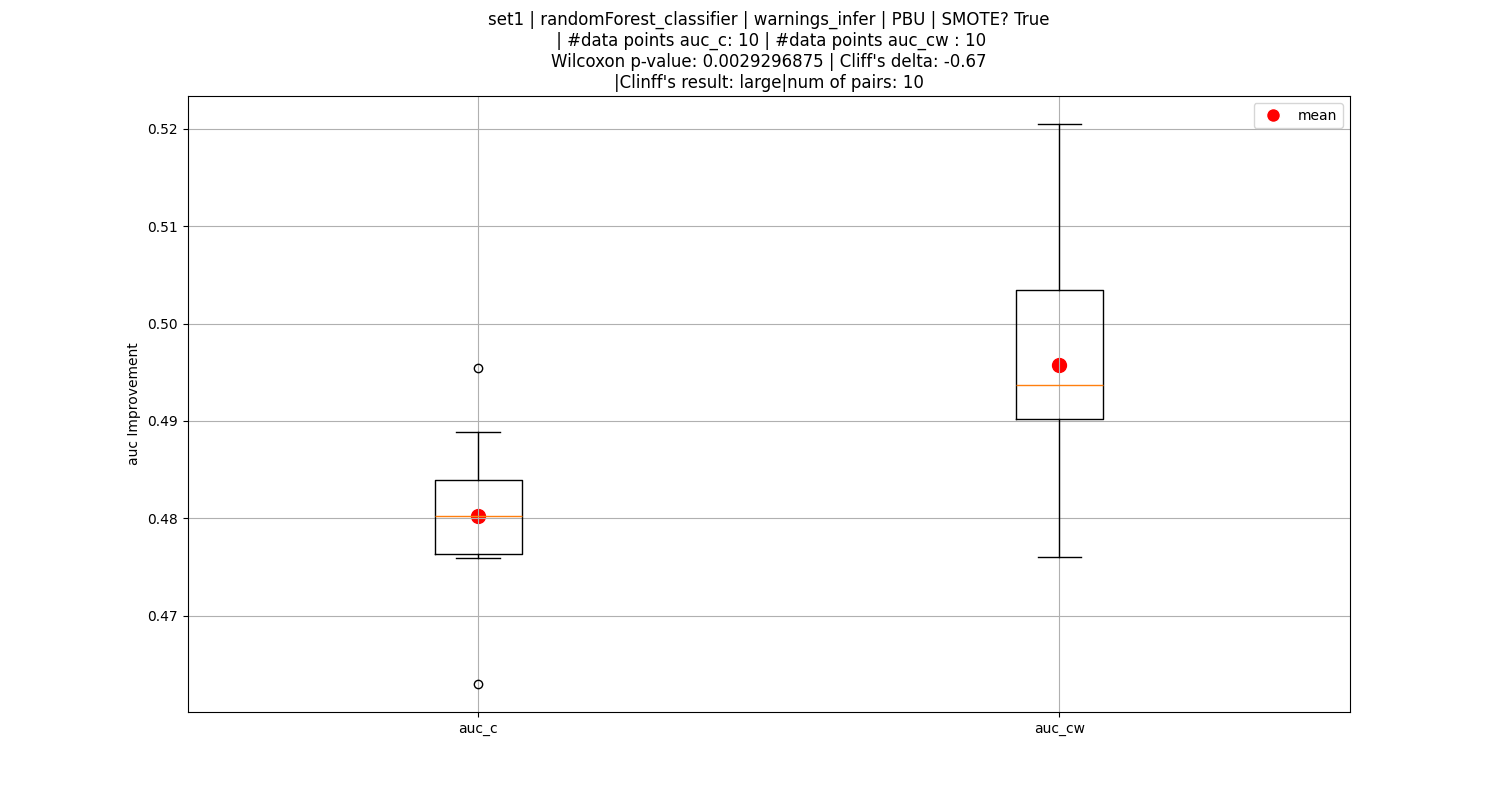 set1 | randomForest_classifier | warnings_infer | PBU | SMOTE? True
| #data points auc_c: 10 | #data points auc_cw : 10
Wilcoxon p-value: 0.0029296875 | Cliff's delta: -0.67
|Clinff's result: large|num of pairs: 10
mean
0.52
0.51
0.50
0.49
0.48
0.47
auc Improvement
auc_c
auc_cw